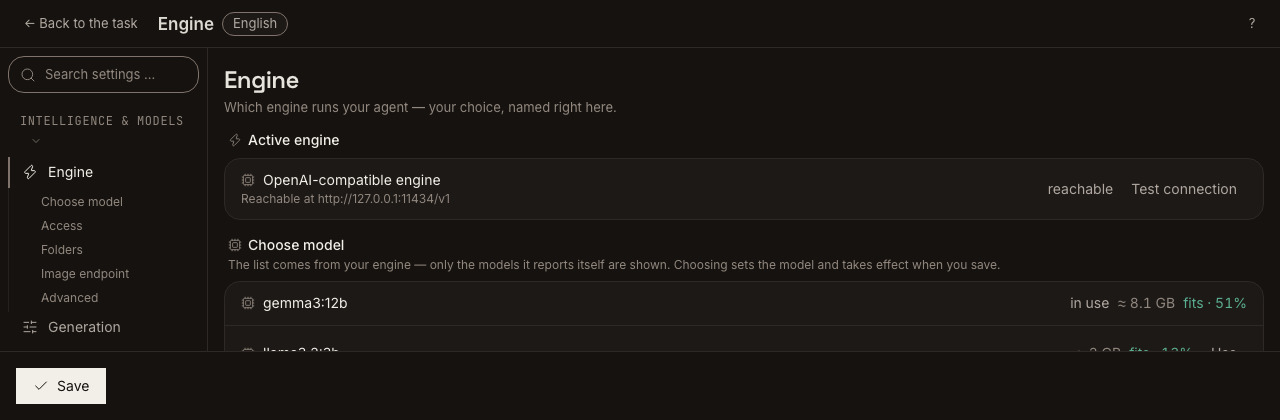 ← Back to the task
Engine
English
?
Search settings ...
INTELLIGENCE & MODELS
Engine
Choose model
Access
Folders
Image endpoint
Advanced
Generation
Engine
Which engine runs your agent — your choice, named right here.
Active engine
OpenAI-compatible engine
Reachable at http://127.0.0.1:11434/v1
reachable Test connection
Choose model
The list comes from your engine — only the models it reports itself are shown. Choosing sets the model and takes effect when you save.
gemma3:12b
in use ≈ 8.1 GB fits · 51%
Save